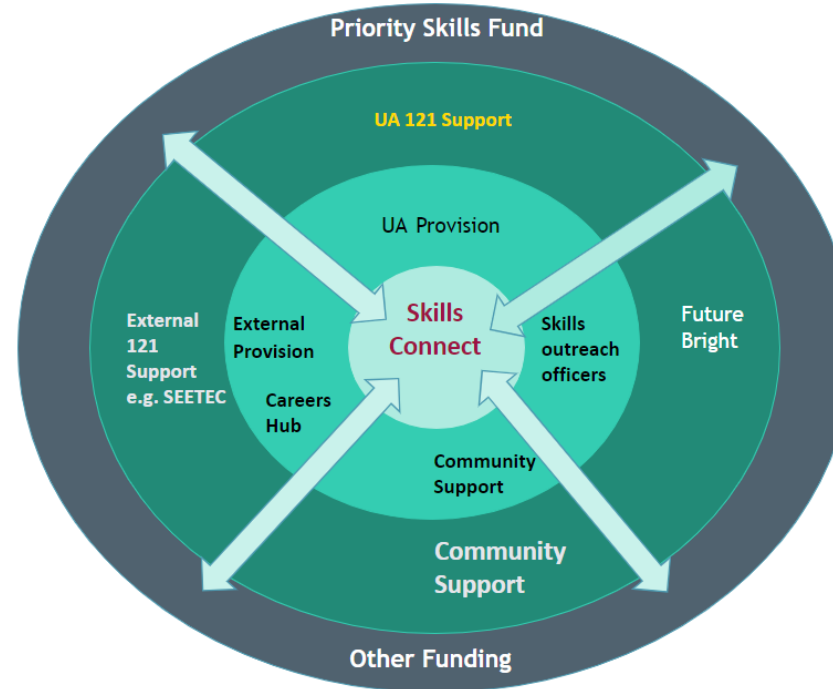 Priority Skills Fund
UA 121 Support
UA Provision
Skills
Connect
External
121
Support
e.g. SEETEC
External
Provision
Careers
Hub
Skills
outreach
officers
Future
Bright
Community
Support
Community
Support
Other Funding